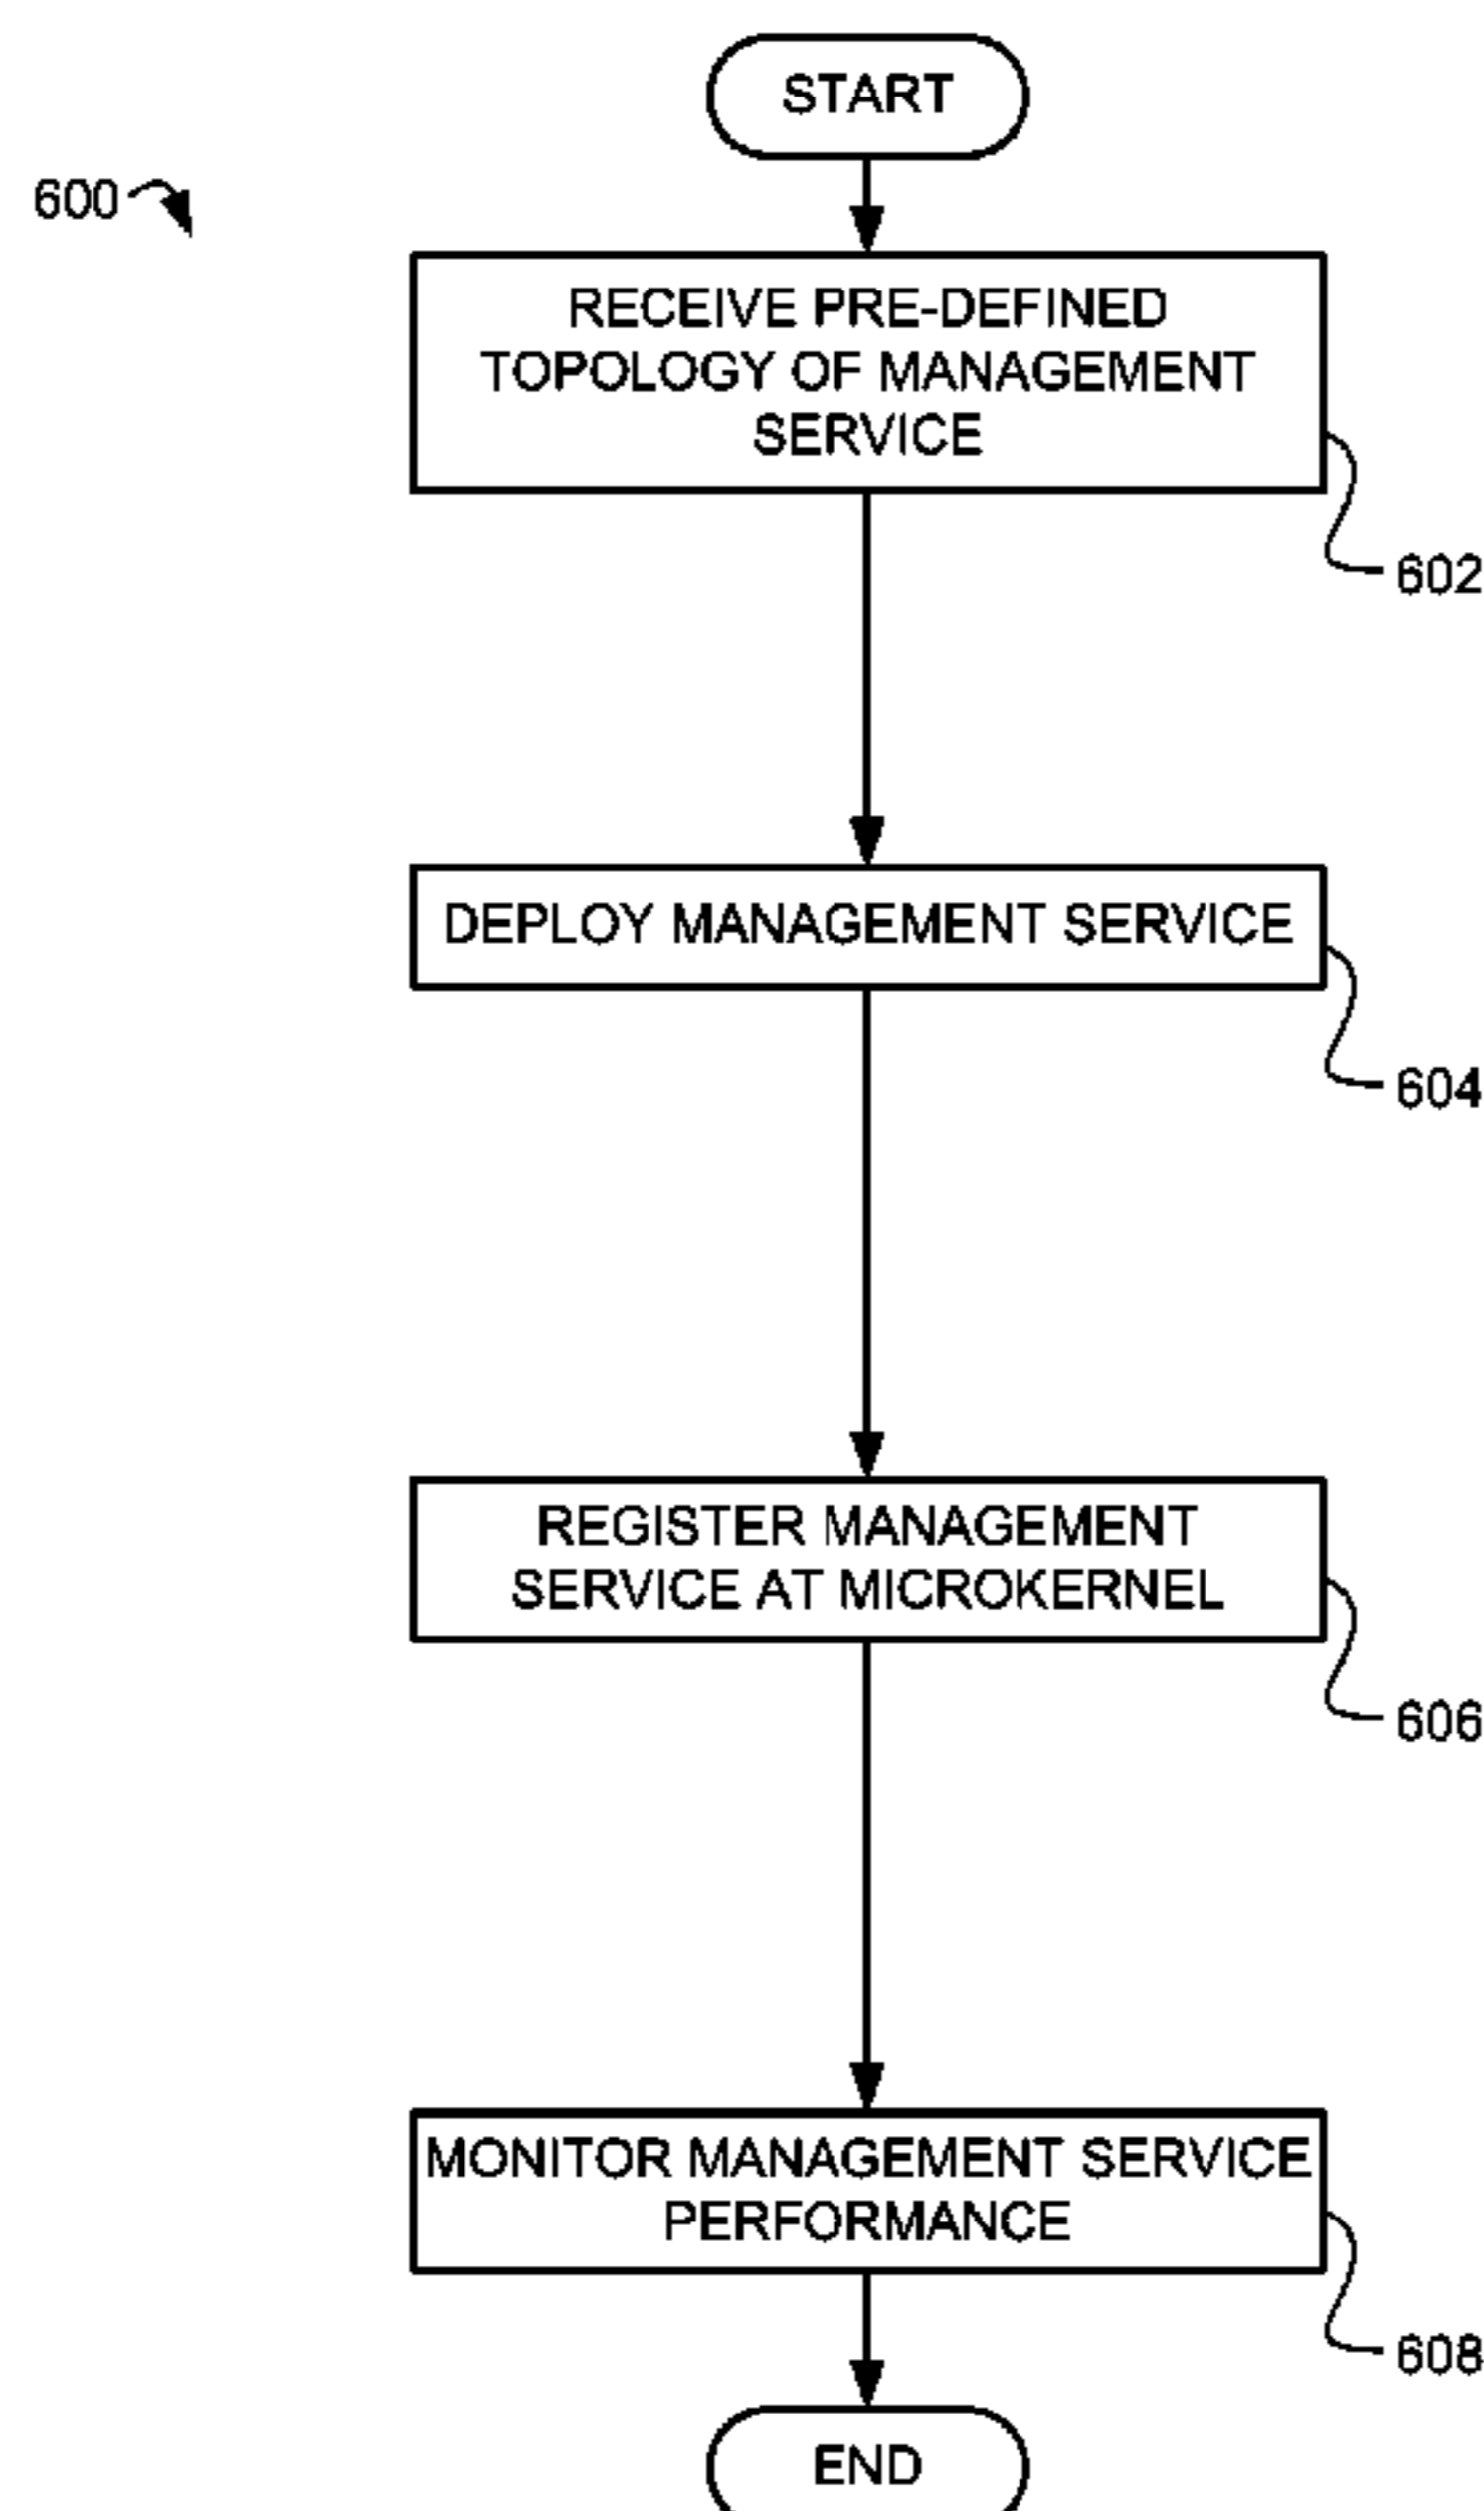 START
600
RECEIVE PRE-DEFINED
TOPOLOGY OF MANAGEMENT
SERVICE
602
DEPLOY MANAGEMENT SERVICE
604
REGISTER MANAGEMENT
SERVICE AT MICROKERNEL
606
MONITOR MANAGEMENT SERVICE
PERFORMANCE
608
END